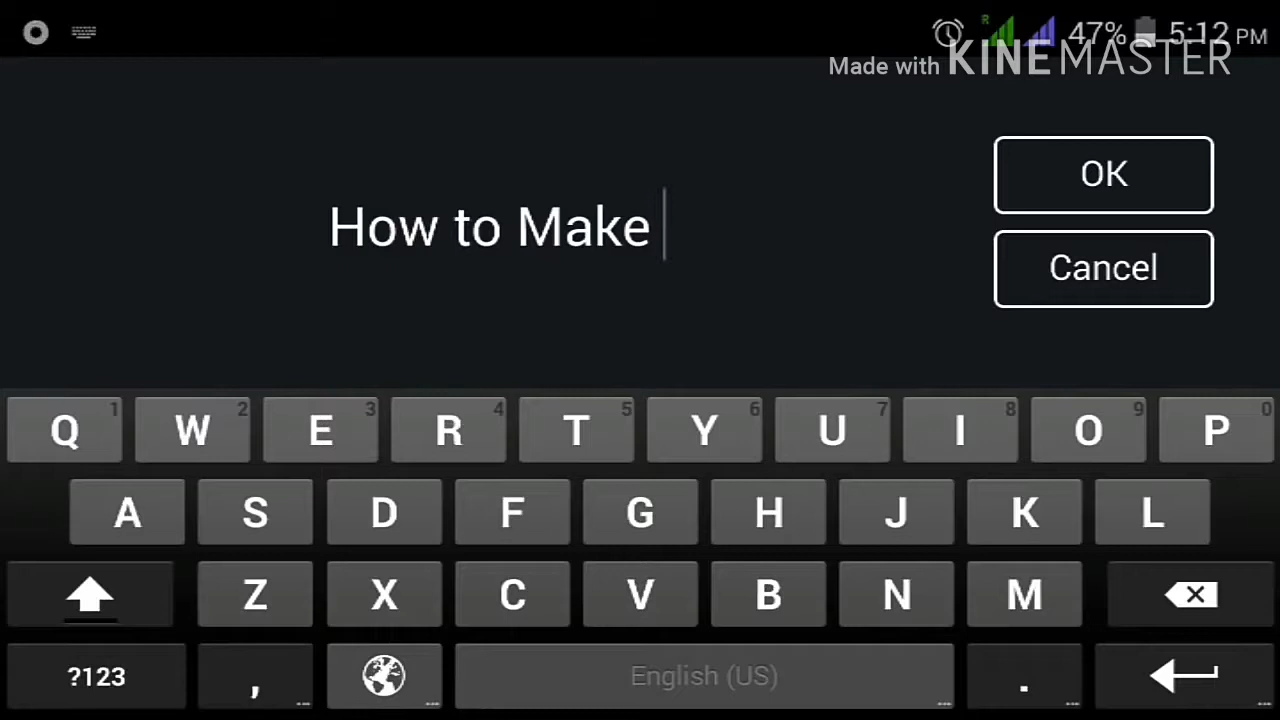 R 47% 5:12 PM
Made with KINEMASTER
OK
How to Make
Cancel
Q 1 W 2 E 3 R 4 T 5 Y 6 U 7 I 8 O 9 P 0
A S D F G H J K L
Z X C V B N M
?123 , English (US) .